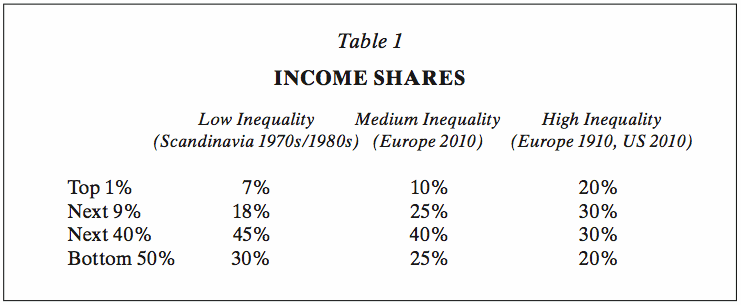 Table 1
INCOME SHARES
Low Inequality Medium Inequality High Inequality
(Scandinavia 1970s/1980s) (Europe 2010) (Europe 1910, US 2010)
Top 1% 7% 10% 20%
Next 9% 18% 25% 30%
Next 40% 45% 40% 30%
Bottom 50% 30% 25% 20%